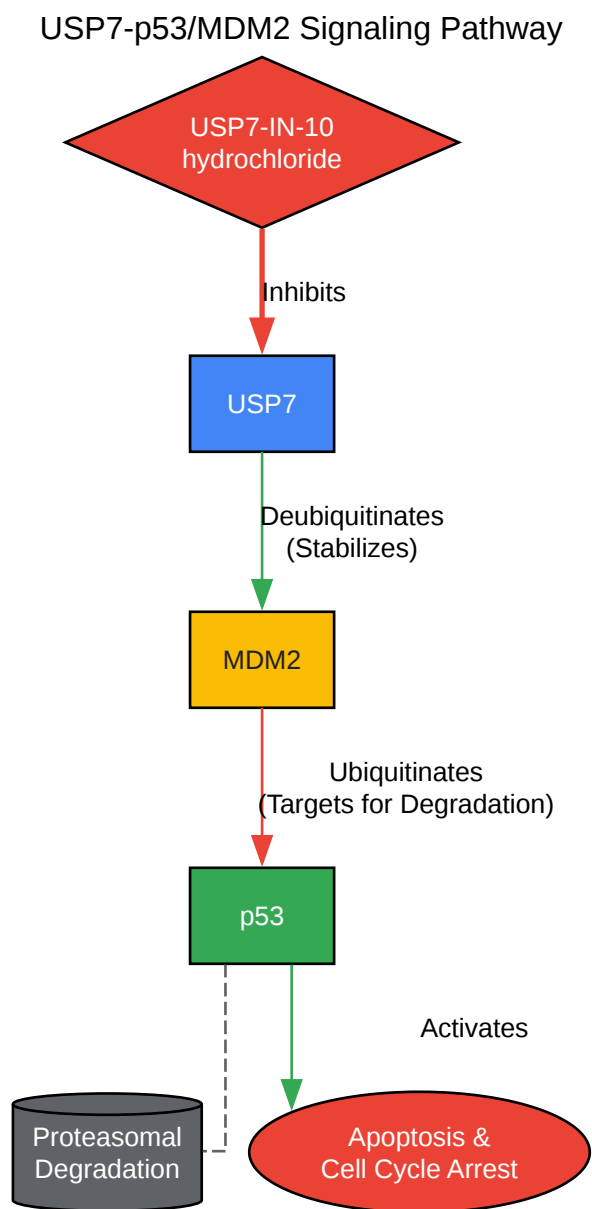 USP7-p53/MDM2 Signaling Pathway
USP7-IN-10
hydrochloride
Inhibits
USP7
Deubiquitinates
(Stabilizes)
MDM2
Ubiquitinates
(Targets for Degradation)
p53
Activates
Proteasomal
Degradation
Apoptosis &
Cell Cycle Arrest